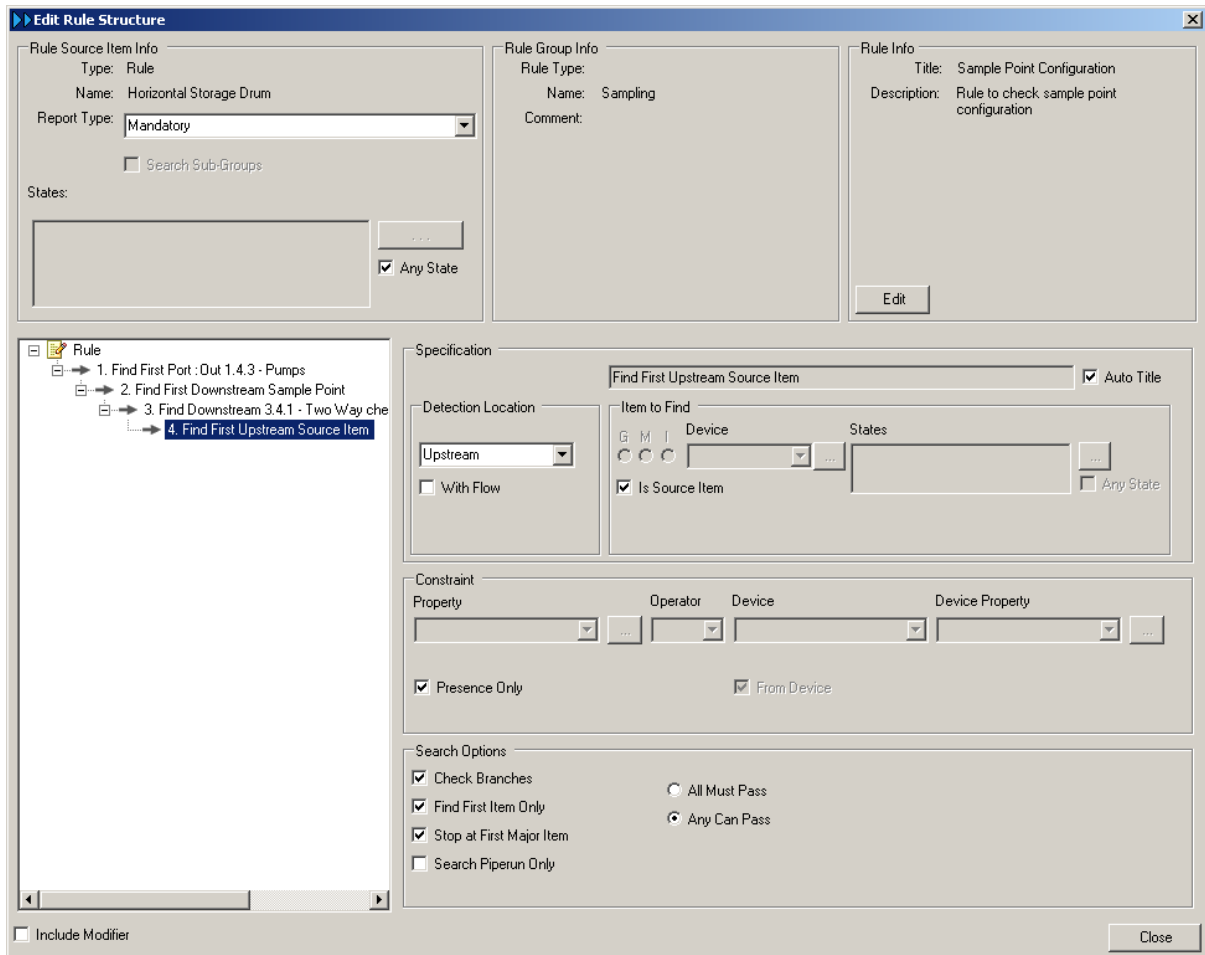 Edit Rule Structure
Rule Source Item Info
Type: Rule
Name: Horizontal Storage Drum
Report Type: Mandatory
Search Sub-Groups
States:
...
Any State
Rule Group Info
Rule Type:
Name: Sampling
Comment:
Rule Info
Title: Sample Point Configuration
Description: Rule to check sample point
configuration
Edit
Rule
1. Find First Port :Out 1.4.3 - Pumps
2. Find First Downstream Sample Point
3. Find Downstream 3.4.1 - Two Way che
4. Find First Upstream Source Item
Specification
Find First Upstream Source Item Auto Title
Detection Location
Upstream
With Flow
Item to Find
G M I Device States
... ...
Is Source Item Any State
Constraint
Property Operator Device Device Property
... ...
Presence Only From Device
Search Options
Check Branches
Find First Item Only
Stop at First Major Item
Search Piperun Only
All Must Pass
Any Can Pass
Include Modifier
Close